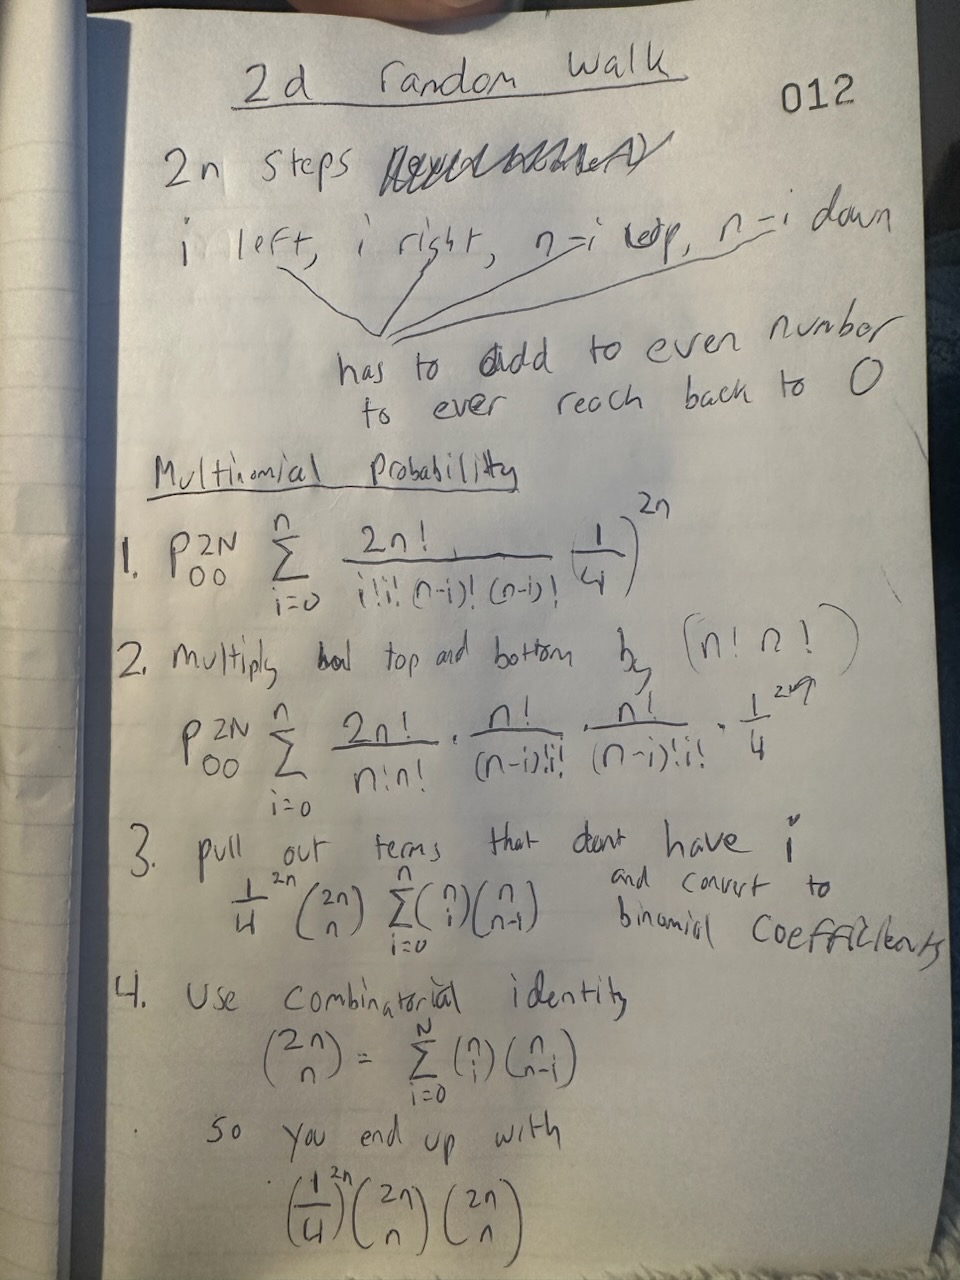 2d random walk
012
2n steps
i left, i right, n-i up, n-i down
has to add to even number
to ever reach back to 0
Multinomial Probability
1. P_{00}^{2N} \sum_{i=0}^{n} \frac{2n!}{i!i!(n-i)!(n-i)!} (\frac{1}{4})^{2n}
2. Multiply top and bottom by (n! n!)
P_{00}^{2N} \sum_{i=0}^{n} \frac{2n!}{n!n!} \cdot \frac{n!}{(n-i)!i!} \cdot \frac{n!}{(n-i)!i!} \cdot \frac{1}{4}^{2n}
3. pull out terms that dont have i
and convert to
binomial coefficients
\frac{1}{4}^{2n} \binom{2n}{n} \sum_{i=0}^{n} \binom{n}{i} \binom{n}{n-i}
4. use combinatorial identity
\binom{2n}{n} = \sum_{i=0}^{N} \binom{n}{i} \binom{n}{n-i}
so you end up with
(\frac{1}{4})^{2n} \binom{2n}{n} \binom{2n}{n}